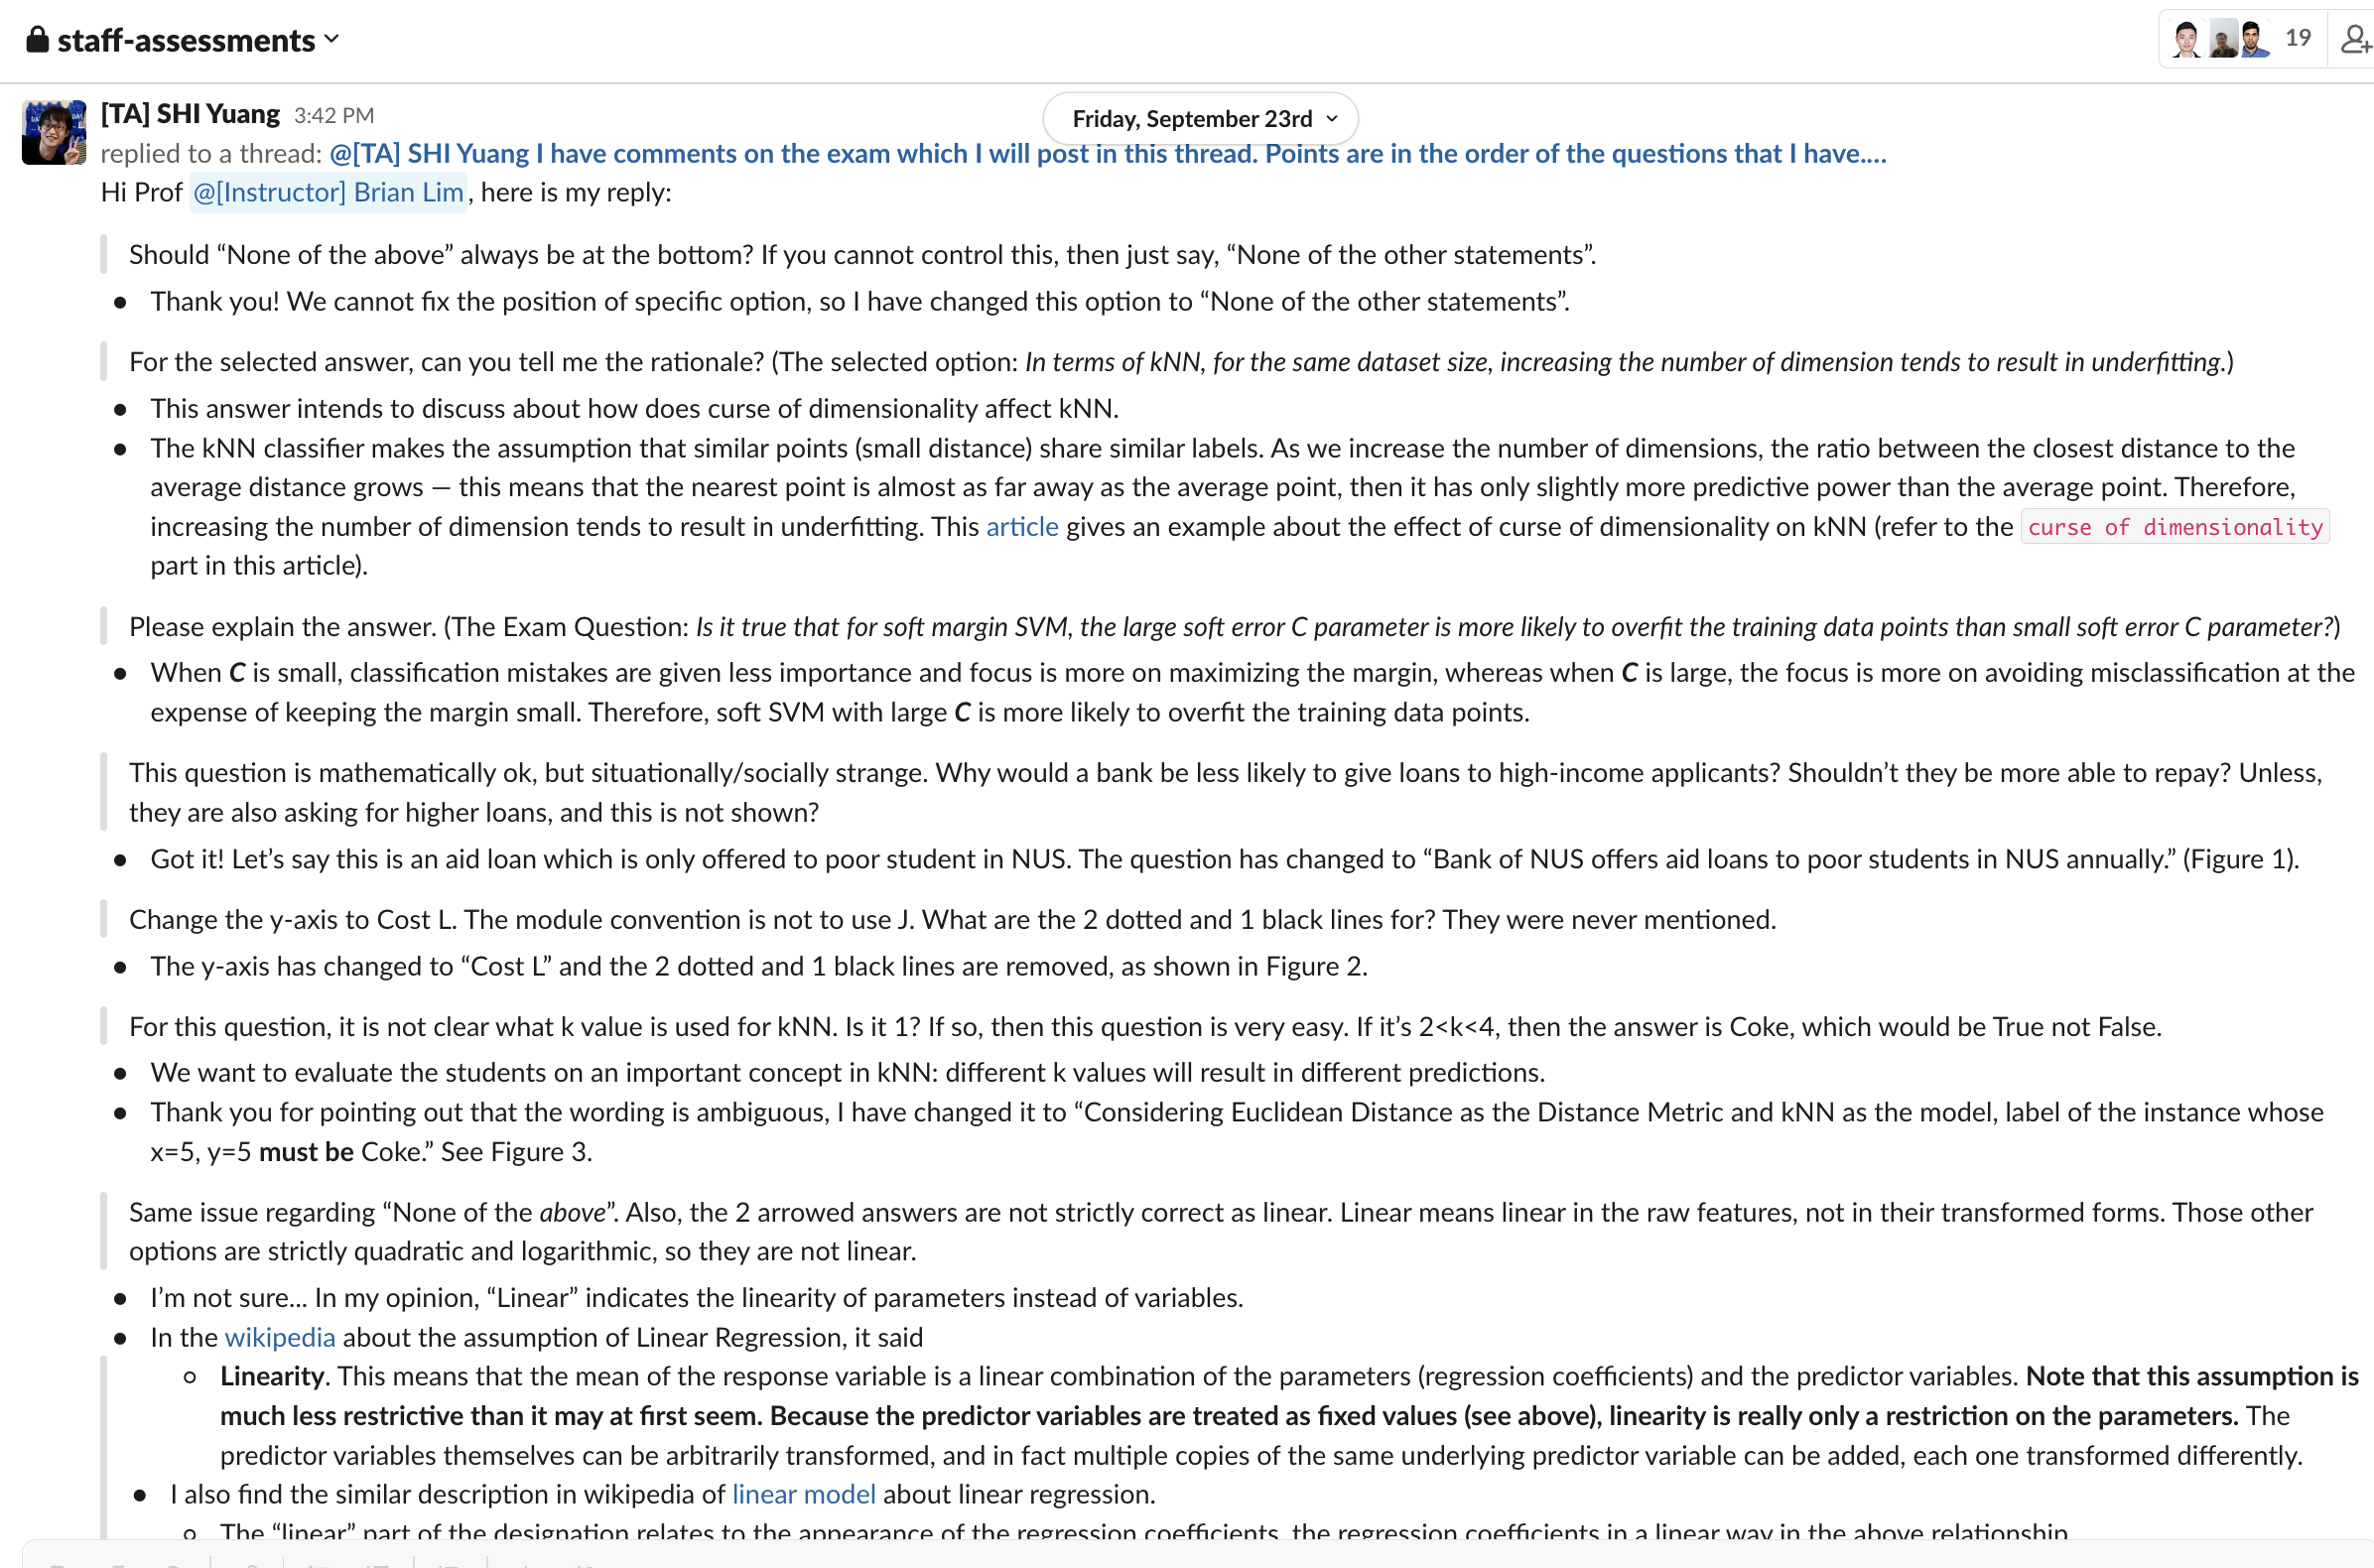 staff-assessments
19
[TA] SHI Yuang 3:42 PM
Friday, September 23rd
replied to a thread: @[TA] SHI Yuang I have comments on the exam which I will post in this thread. Points are in the order of the questions that I have....
Hi Prof @[Instructor] Brian Lim, here is my reply:
Should “None of the above” always be at the bottom? If you cannot control this, then just say, “None of the other statements”.
● Thank you! We cannot fix the position of specific option, so I have changed this option to “None of the other statements”.
For the selected answer, can you tell me the rationale? (The selected option: In terms of kNN, for the same dataset size, increasing the number of dimension tends to result in underfitting.)
● This answer intends to discuss about how does curse of dimensionality affect kNN.
● The kNN classifier makes the assumption that similar points (small distance) share similar labels. As we increase the number of dimensions, the ratio between the closest distance to the
average distance grows — this means that the nearest point is almost as far away as the average point, then it has only slightly more predictive power than the average point. Therefore,
increasing the number of dimension tends to result in underfitting. This article gives an example about the effect of curse of dimensionality on kNN (refer to the curse of dimensionality
part in this article).
Please explain the answer. (The Exam Question: Is it true that for soft margin SVM, the large soft error C parameter is more likely to overfit the training data points than small soft error C parameter?)
● When C is small, classification mistakes are given less importance and focus is more on maximizing the margin, whereas when C is large, the focus is more on avoiding misclassification at the
expense of keeping the margin small. Therefore, soft SVM with large C is more likely to overfit the training data points.
This question is mathematically ok, but situationally/socially strange. Why would a bank be less likely to give loans to high-income applicants? Shouldn’t they be more able to repay? Unless,
they are also asking for higher loans, and this is not shown?
● Got it! Let’s say this is an aid loan which is only offered to poor student in NUS. The question has changed to “Bank of NUS offers aid loans to poor students in NUS annually.” (Figure 1).
Change the y-axis to Cost L. The module convention is not to use J. What are the 2 dotted and 1 black lines for? They were never mentioned.
● The y-axis has changed to “Cost L” and the 2 dotted and 1 black lines are removed, as shown in Figure 2.
For this question, it is not clear what k value is used for kNN. Is it 1? If so, then this question is very easy. If it’s 2<k<4, then the answer is Coke, which would be True not False.
● We want to evaluate the students on an important concept in kNN: different k values will result in different predictions.
● Thank you for pointing out that the wording is ambiguous, I have changed it to “Considering Euclidean Distance as the Distance Metric and kNN as the model, label of the instance whose
x=5, y=5 must be Coke.” See Figure 3.
Same issue regarding “None of the above”. Also, the 2 arrowed answers are not strictly correct as linear. Linear means linear in the raw features, not in their transformed forms. Those other
options are strictly quadratic and logarithmic, so they are not linear.
● I’m not sure... In my opinion, “Linear” indicates the linearity of parameters instead of variables.
● In the wikipedia about the assumption of Linear Regression, it said
○ Linearity. This means that the mean of the response variable is a linear combination of the parameters (regression coefficients) and the predictor variables. Note that this assumption is
much less restrictive than it may at first seem. Because the predictor variables are treated as fixed values (see above), linearity is really only a restriction on the parameters. The
predictor variables themselves can be arbitrarily transformed, and in fact multiple copies of the same underlying predictor variable can be added, each one transformed differently.
● I also find the similar description in wikipedia of linear model about linear regression.
○ The “linear” part of the designation relates to the appearance of the regression coefficients, the regression coefficients in a linear way in the above relationship